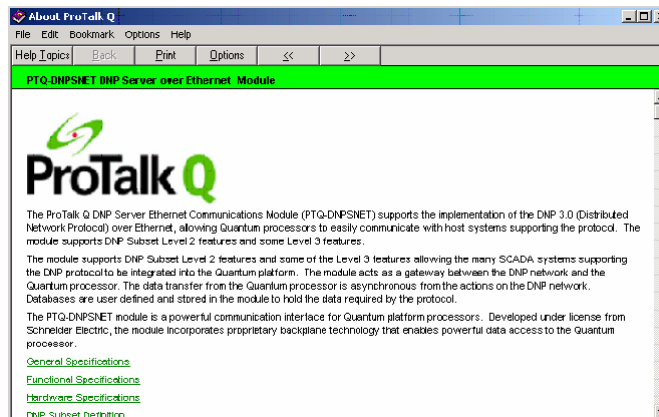 About ProTalk Q
File Edit Bookmark Options Help
Help Topics Back Print Options << >>
PTQ-DNPSNET DNP Server over Ethernet Module
ProTalk Q
The ProTalk Q DNP Server Ethernet Communications Module (PTQ-DNPSNET) supports the implementation of the DNP 3.0 (Distributed
Network Protocol) over Ethernet, allowing Quantum processors to easily communicate with host systems supporting the protocol. The
module supports DNP Subset Level 2 features and some Level 3 features.
The module supports DNP Subset Level 2 features and some of the Level 3 features allowing the many SCADA systems supporting
the DNP protocol to be integrated into the Quantum platform. The module acts as a gateway between the DNP network and the
Quantum processor. The data transfer from the Quantum processor is asynchronous from the actions on the DNP network.
Databases are user defined and stored in the module to hold the data required by the protocol.
The PTQ-DNPSNET module is a powerful communication interface for Quantum platform processors. Developed under license from
Schneider Electric, the module incorporates proprietary backplane technology that enables powerful data access to the Quantum
processor.
General Specifications
Functional Specifications
Hardware Specifications
DNP Subset Definition